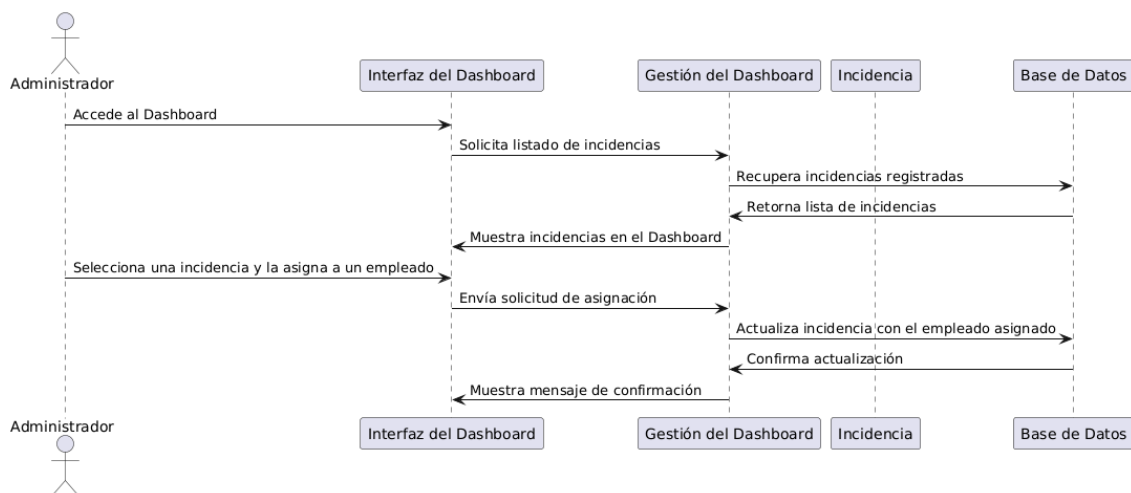 Administrador
Interfaz del Dashboard
Gestión del Dashboard
Incidencia
Base de Datos
Accede al Dashboard
Solicita listado de incidencias
Recupera incidencias registradas
Retorna lista de incidencias
Muestra incidencias en el Dashboard
Selecciona una incidencia y la asigna a un empleado
Envía solicitud de asignación
Actualiza incidencia con el empleado asignado
Confirma actualización
Muestra mensaje de confirmación
Administrador
Interfaz del Dashboard
Gestión del Dashboard
Incidencia
Base de Datos